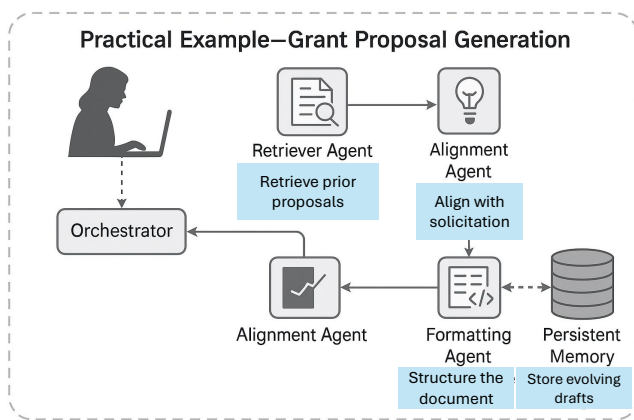 Practical Example—Grant Proposal Generation
Retriever Agent
Retrieve prior
proposals
Alignment
Agent
Align with
solicitation
Orchestrator
Alignment Agent
Formatting
Agent
Structure the
document
Persistent
Memory
Store evolving
drafts